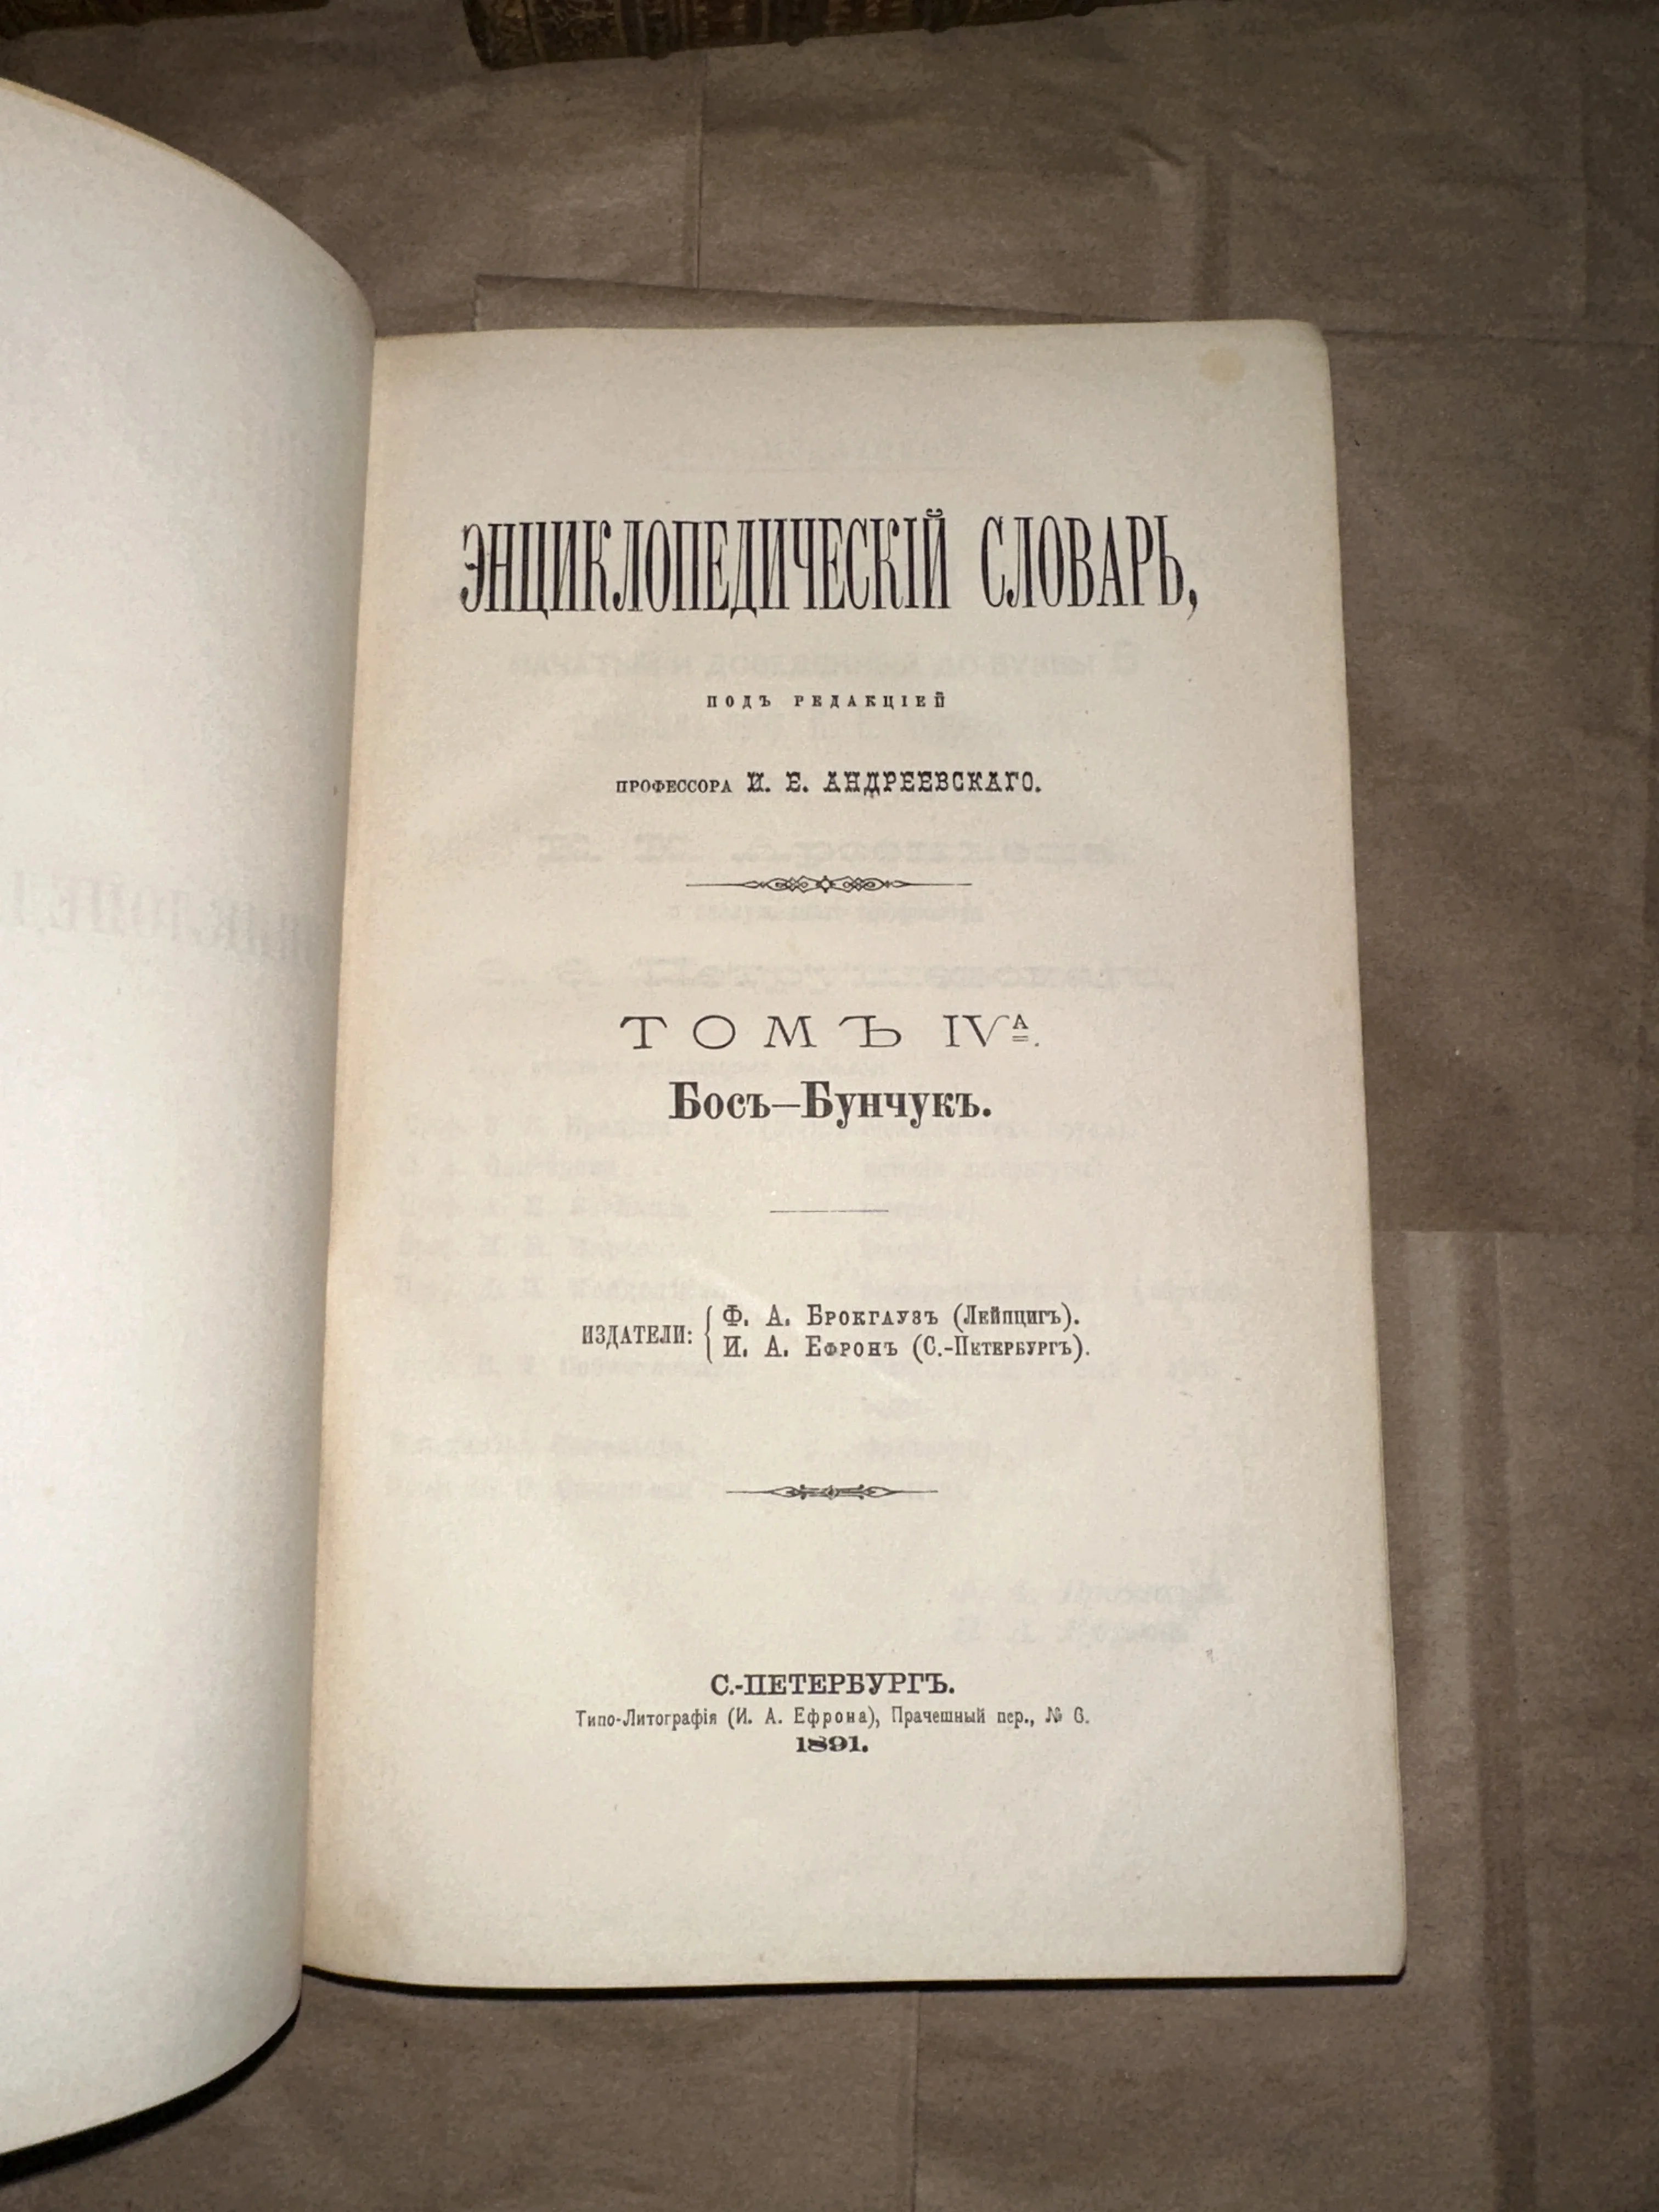 ЭНЦИКЛОПЕДИЧЕСКІЙ СЛОВАРЬ,
ПОДЪ РЕДАКЦІЕЙ
ПРОФЕССОРА И. Е. АНДРЕЕВСКАГО.
ТОМЪ IVА.
Босъ—Бунчукъ.
ИЗДАТЕЛИ: Ф. А. Брокгаузъ (Лейпцигъ).
И. А. Ефронъ (С.-Петербургъ).
С.-ПЕТЕРБУРГЪ.
Типо-Литографія (И. А. Ефрона), Прачешный пер., № 6.
1891.